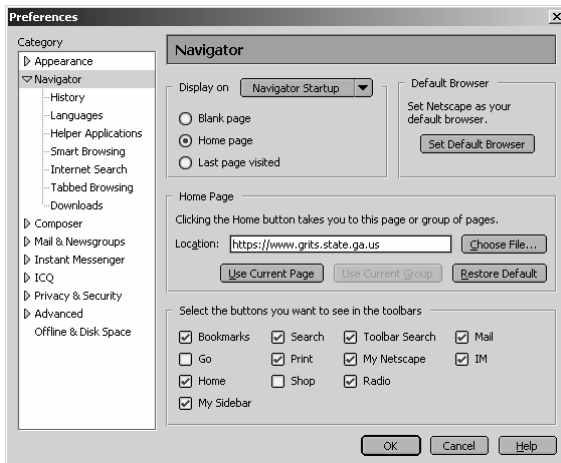 Preferences
Category
Appearance
Navigator
History
Languages
Helper Applications
Smart Browsing
Internet Search
Tabbed Browsing
Downloads
Composer
Mail & Newsgroups
Instant Messenger
ICQ
Privacy & Security
Advanced
Offline & Disk Space
Navigator
Display on Navigator Startup
Blank page
Home page
Last page visited
Default Browser
Set Netscape as your
default browser.
Set Default Browser
Home Page
Clicking the Home button takes you to this page or group of pages.
Location: https://www.grits.state.ga.us Choose File...
Use Current Page Use Current Group Restore Default
Select the buttons you want to see in the toolbars
Bookmarks Search Toolbar Search Mail
Go Print My Netscape IM
Home Shop Radio
My Sidebar
OK Cancel Help